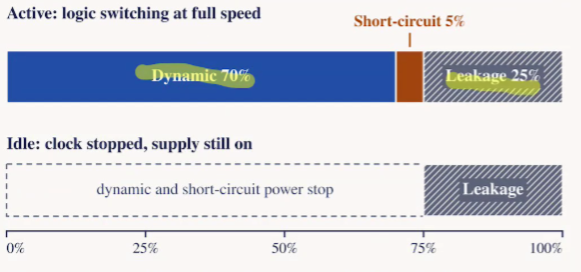 Active: logic switching at full speed
Short-circuit 5%
Dynamic 70%
Leakage 25%
Idle: clock stopped, supply still on
dynamic and short-circuit power stop
Leakage
0%
25%
50%
75%
100%